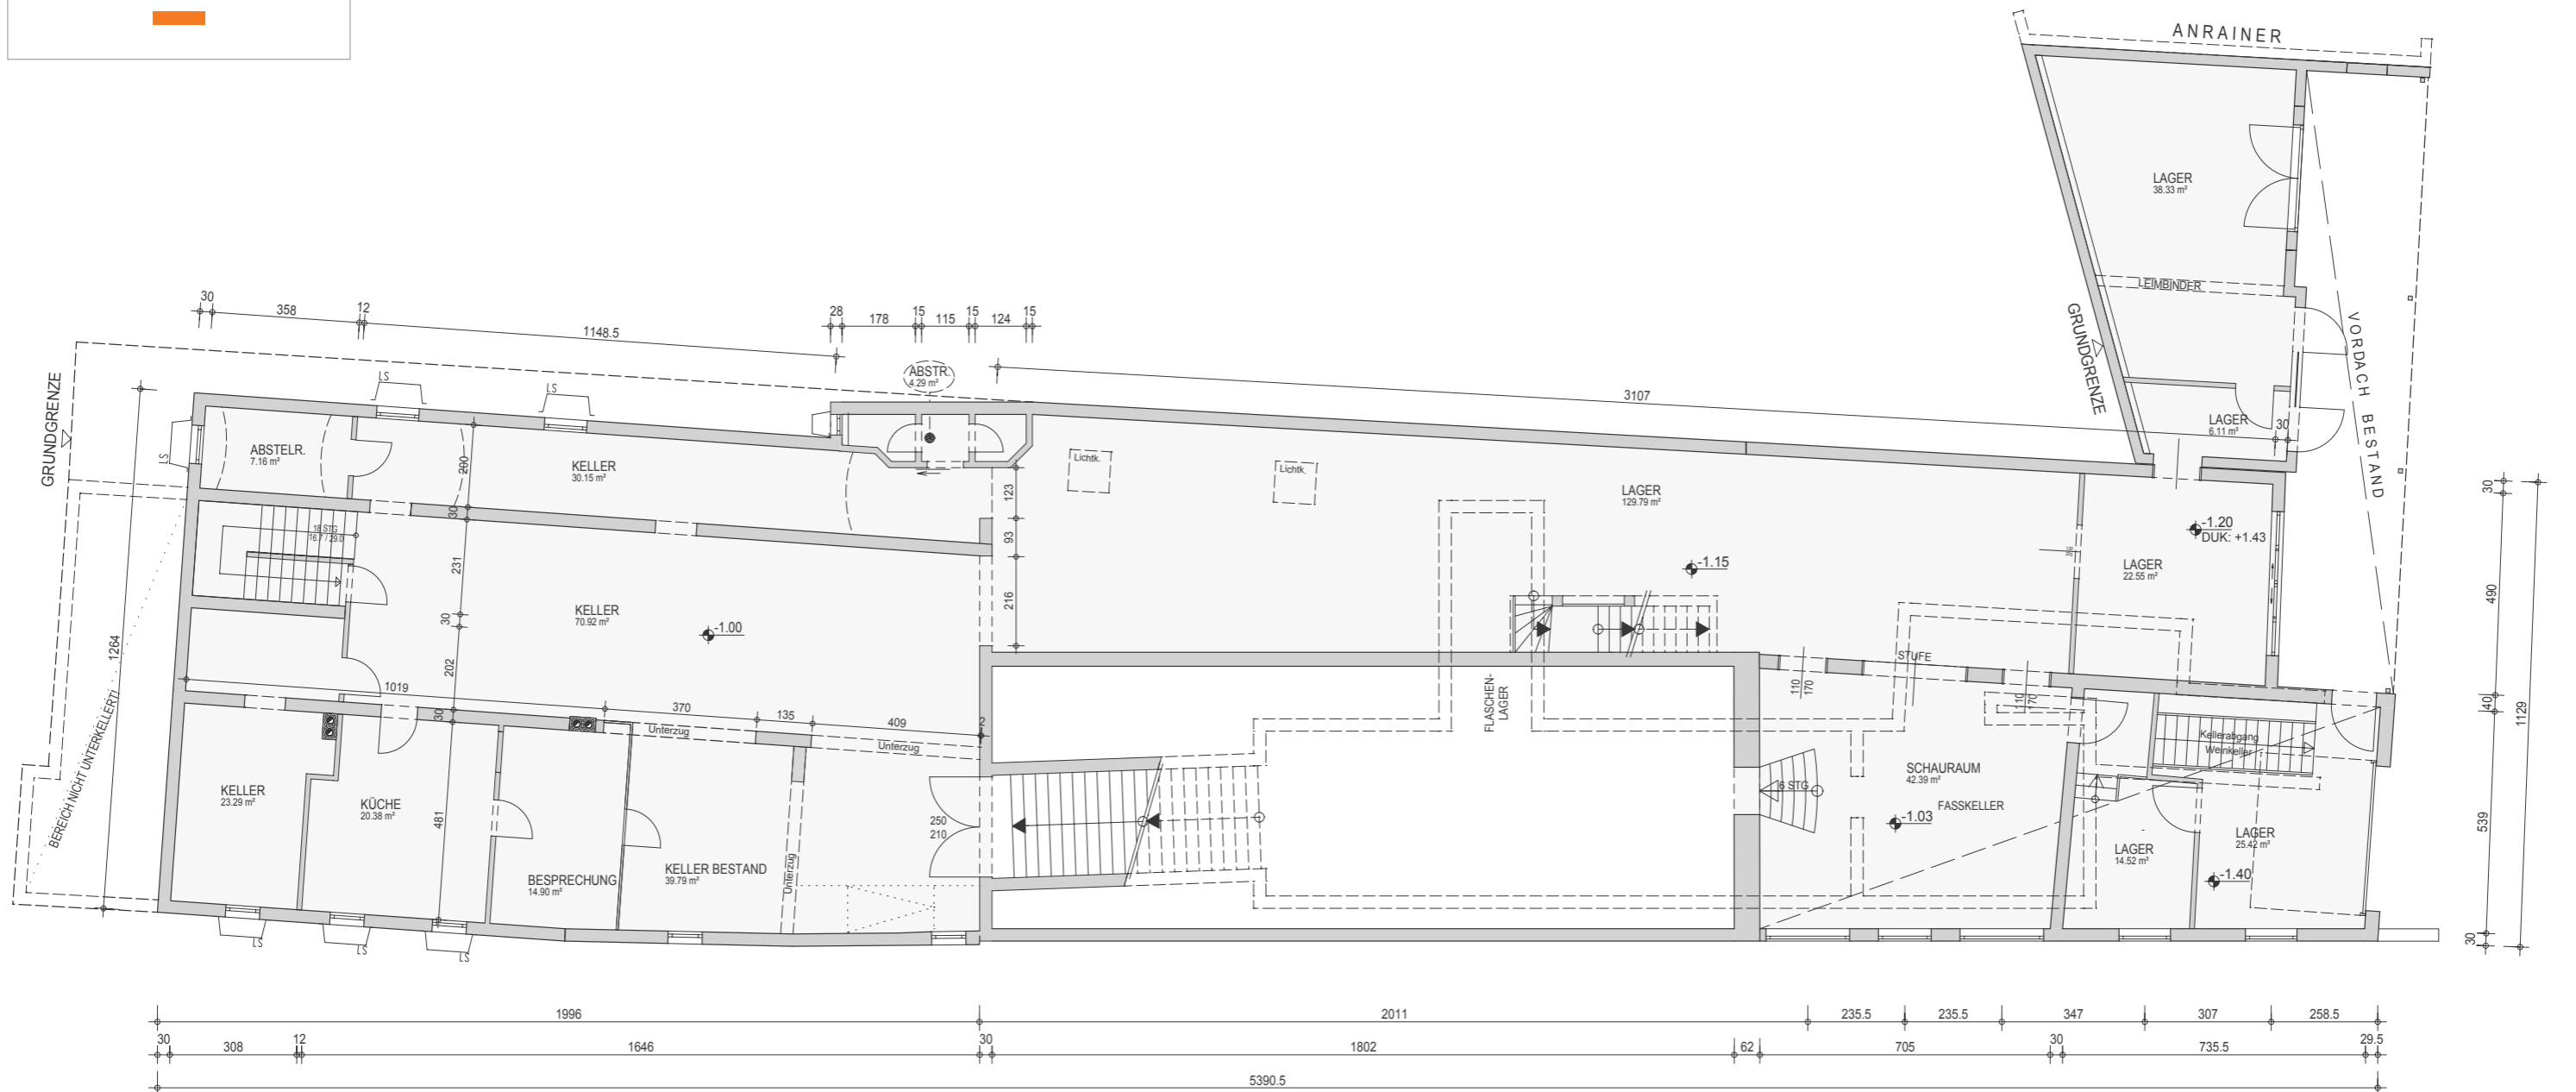 ANRAINER
LAGER
38.33 m²
LEIMBINDER
GRUNDGRENZE
VORDACH BESTAND
LAGER
6.11 m²
30
30
358
12
1148.5
28
178
15
115
15
124
15
ABSTR.
4.29 m²
3107
GRUNDGRENZE
1264
BEREICH NICHT UNTERKELLERT!
LS
LS
LS
ABSTELR.
7.16 m²
200
KELLER
30.15 m²
Lichtk.
Lichtk.
LAGER
129.79 m²
123
93
216
30
18 STG
16.7 / 29.0
231
30
202
KELLER
70.92 m²
-1.00
-1.15
-1.20
DUK: +1.43
LAGER
22.55 m²
30
490
40
1129
539
30
1019
370
135
409
2
30
Unterzug
Unterzug
Unterzug
STUFE
110
170
110
170
FLASCHEN-
LAGER
KELLER
23.29 m²
KÜCHE
20.38 m²
481
BESPRECHUNG
14.90 m²
KELLER BESTAND
39.79 m²
250
210
6 STG
SCHAURAUM
42.39 m²
FASSKELLER
-1.03
Kellerabgang
Weinkeller
LAGER
14.52 m²
LAGER
25.42 m²
-1.40
LS
LS
LS
1996
2011
235.5
235.5
347
307
258.5
30
308
12
1646
30
1802
62
705
30
735.5
29.5
5390.5